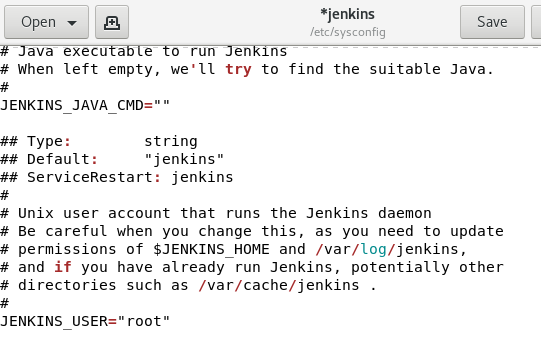 Open
*jenkins
/etc/sysconfig
Save
# Java executable to run Jenkins
# When left empty, we'll try to find the suitable Java.
#
JENKINS_JAVA_CMD=""
## Type:        string
## Default:     "jenkins"
## ServiceRestart: jenkins
#
# Unix user account that runs the Jenkins daemon
# Be careful when you change this, as you need to update
# permissions of $JENKINS_HOME and /var/log/jenkins,
# and if you have already run Jenkins, potentially other
# directories such as /var/cache/jenkins .
#
JENKINS_USER="root"